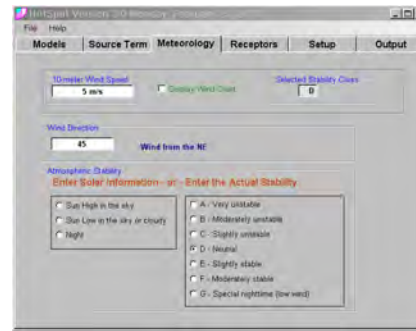 HotSpot Version 2.0
File Help
Models Source Term Meteorology Receptors Setup Output
10-meter Wind Speed
5 m/s
Display Wind
Selected Stability Class
D
Wind Direction
45
Wind from the NE
Atmospheric Stability
Enter Solar Information - or - Enter the Actual Stability
Sun High in the sky
Sun Low in the sky or cloudy
Night
A - Very unstable
B - Moderately unstable
C - Slightly unstable
D - Neutral
E - Slightly stable
F - Moderately stable
G - Special nighttime (low wind)